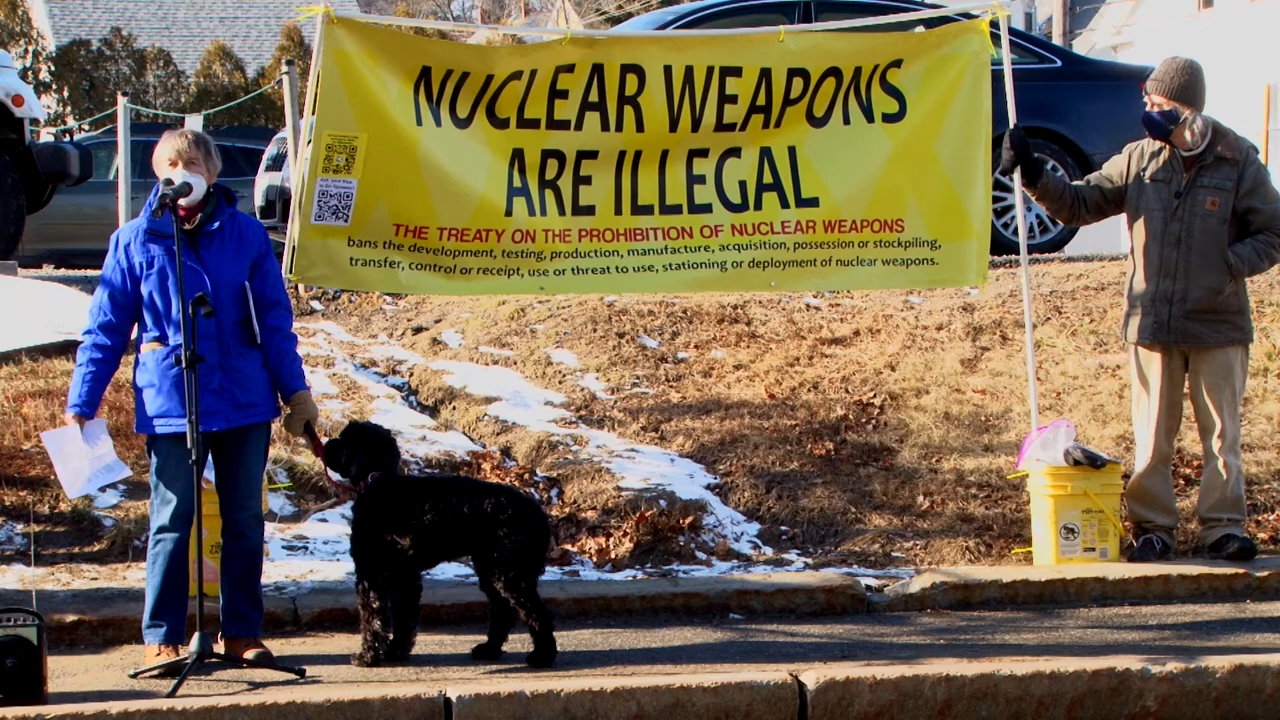 NUCLEAR WEAPONS
ARE ILLEGAL
THE TREATY ON THE PROHIBITION OF NUCLEAR WEAPONS
bans the development, testing, production, manufacture, acquisition, possession or stockpiling,
transfer, control or receipt, use or threat to use, stationing or deployment of nuclear weapons.